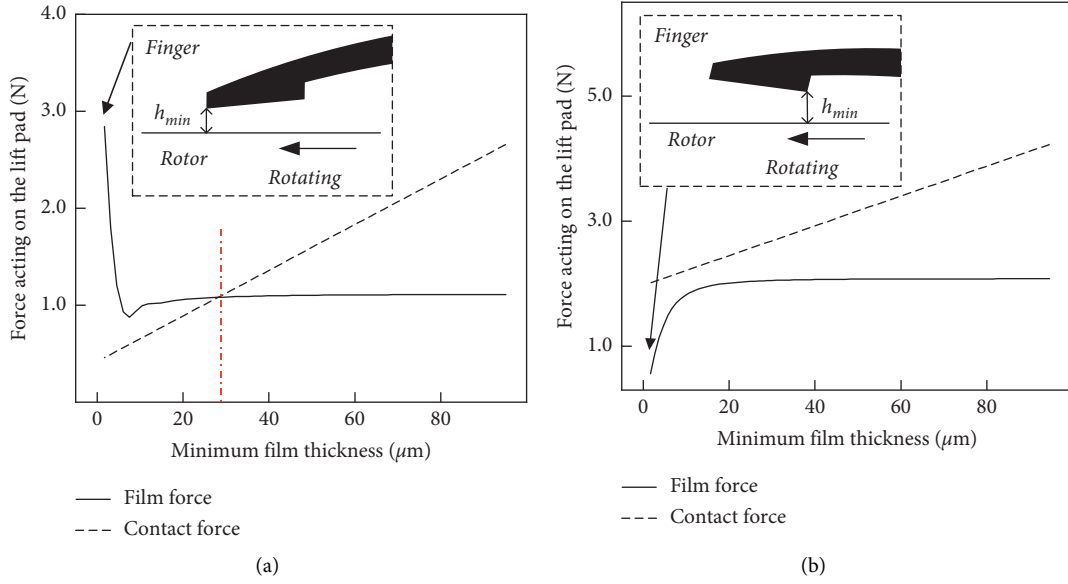 4.0
3.0
2.0
1.0
Force acting on the lift pad (N)
Finger
h_min
Rotor
Rotating
0
20
40
60
80
Minimum film thickness (μm)
Film force
Contact force
(a)
5.0
3.0
1.0
Force acting on the lift pad (N)
Finger
h_min
Rotor
Rotating
0
20
40
60
80
Minimum film thickness (μm)
Film force
Contact force
(b)